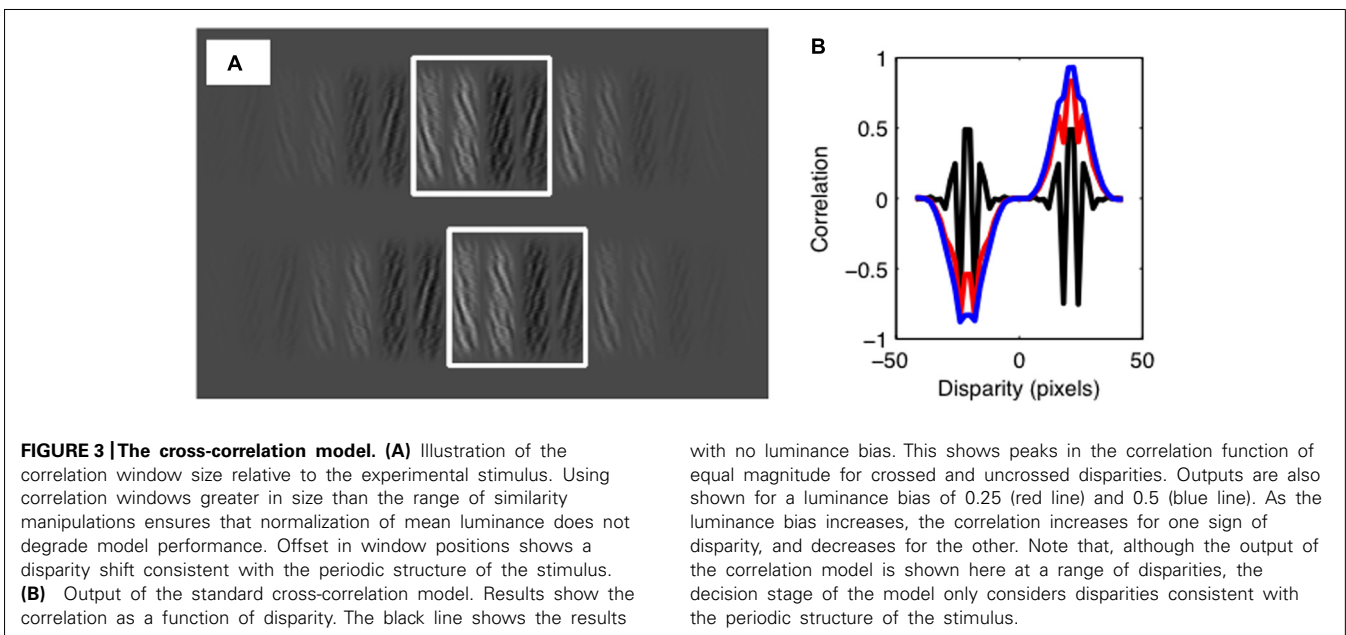 A
B
1
0.5
0
−0.5
−1
Correlation
−50
0
50
Disparity (pixels)
FIGURE 3 | The cross-correlation model. (A) Illustration of the
correlation window size relative to the experimental stimulus. Using
correlation windows greater in size than the range of similarity
manipulations ensures that normalization of mean luminance does not
degrade model performance. Offset in window positions shows a
disparity shift consistent with the periodic structure of the stimulus.
(B) Output of the standard cross-correlation model. Results show the
correlation as a function of disparity. The black line shows the results
with no luminance bias. This shows peaks in the correlation function of
equal magnitude for crossed and uncrossed disparities. Outputs are also
shown for a luminance bias of 0.25 (red line) and 0.5 (blue line). As the
luminance bias increases, the correlation increases for one sign of
disparity, and decreases for the other. Note that, although the output of
the correlation model is shown here at a range of disparities, the
decision stage of the model only considers disparities consistent with
the periodic structure of the stimulus.